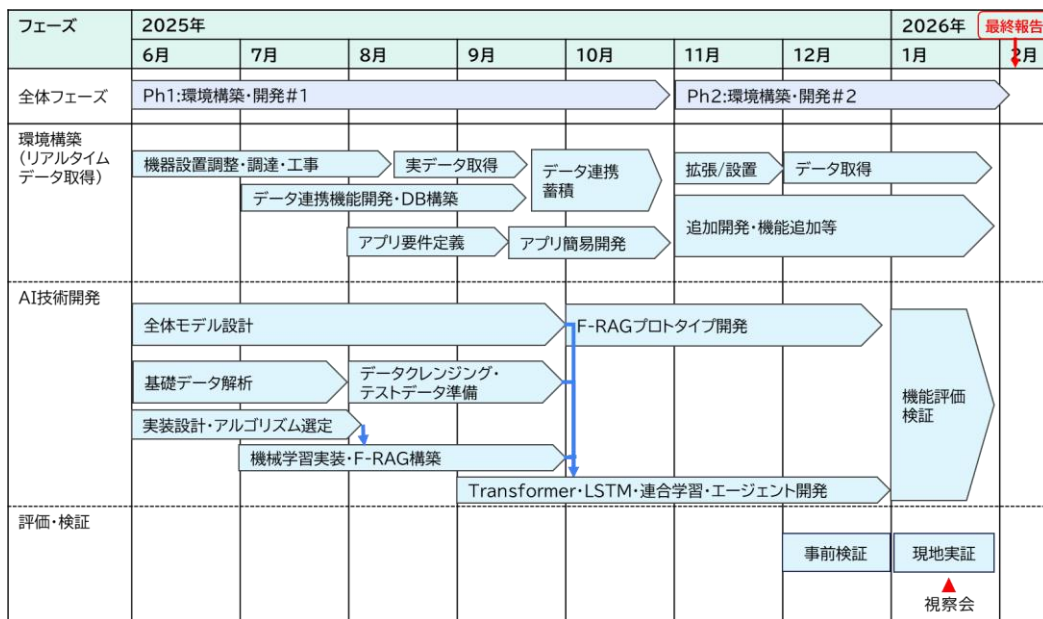 フェーズ
2025年
2026年
最終報告
6月
7月
8月
9月
10月
11月
12月
1月
2月
全体フェーズ
Ph1:環境構築・開発#1
Ph2:環境構築・開発#2
環境構築
(リアルタイム
データ取得)
機器設置調整・調達・工事
実データ取得
データ連携
蓄積
拡張/設置
データ取得
データ連携機能開発・DB構築
追加開発・機能追加等
アプリ要件定義
アプリ簡易開発
AI技術開発
全体モデル設計
F-RAGプロトタイプ開発
基礎データ解析
データクレンジング・
テストデータ準備
機能評価
検証
実装設計・アルゴリズム選定
機械学習実装・F-RAG構築
Transformer・LSTM・連合学習・エージェント開発
評価・検証
事前検証
現地実証
視察会